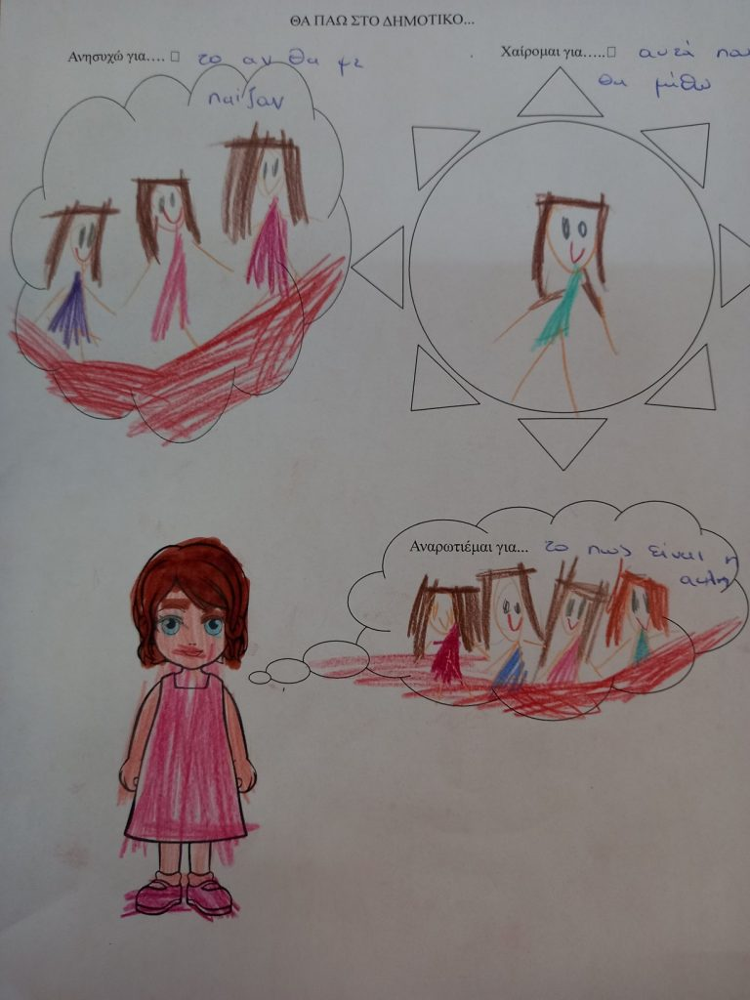 ΘΑ ΠΑΩ ΣΤΟ ΔΗΜΟΤΙΚΟ...
Ανησυχώ για…. □ το αν θα με
παίζαν
Χαίρομαι για…..□ αυτά που
θα μάθω
Αναρωτιέμαι για... το πως είναι η
αυλή